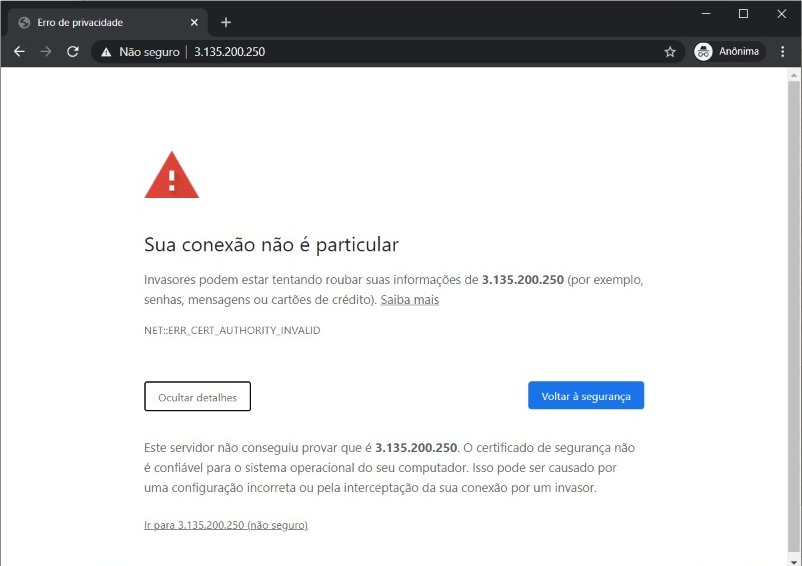 Erro de privacidade
Não seguro | 3.135.200.250
Anônima
Sua conexão não é particular
Invasores podem estar tentando roubar suas informações de 3.135.200.250 (por exemplo,
senhas, mensagens ou cartões de crédito). Saiba mais
NET::ERR_CERT_AUTHORITY_INVALID
Ocultar detalhes
Voltar à segurança
Este servidor não conseguiu provar que é 3.135.200.250. O certificado de segurança não
é confiável para o sistema operacional do seu computador. Isso pode ser causado por
uma configuração incorreta ou pela interceptação da sua conexão por um invasor.
Ir para 3.135.200.250 (não seguro)